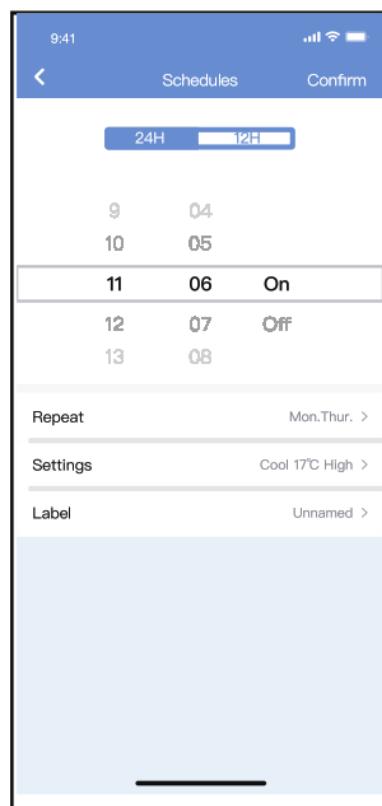 9:41
Schedules Confirm
24H 12H
9 04
10 05
11 06 On
12 07 Off
13 08
Repeat Mon.Thur. >
Settings Cool 17℃ High >
Label Unnamed >